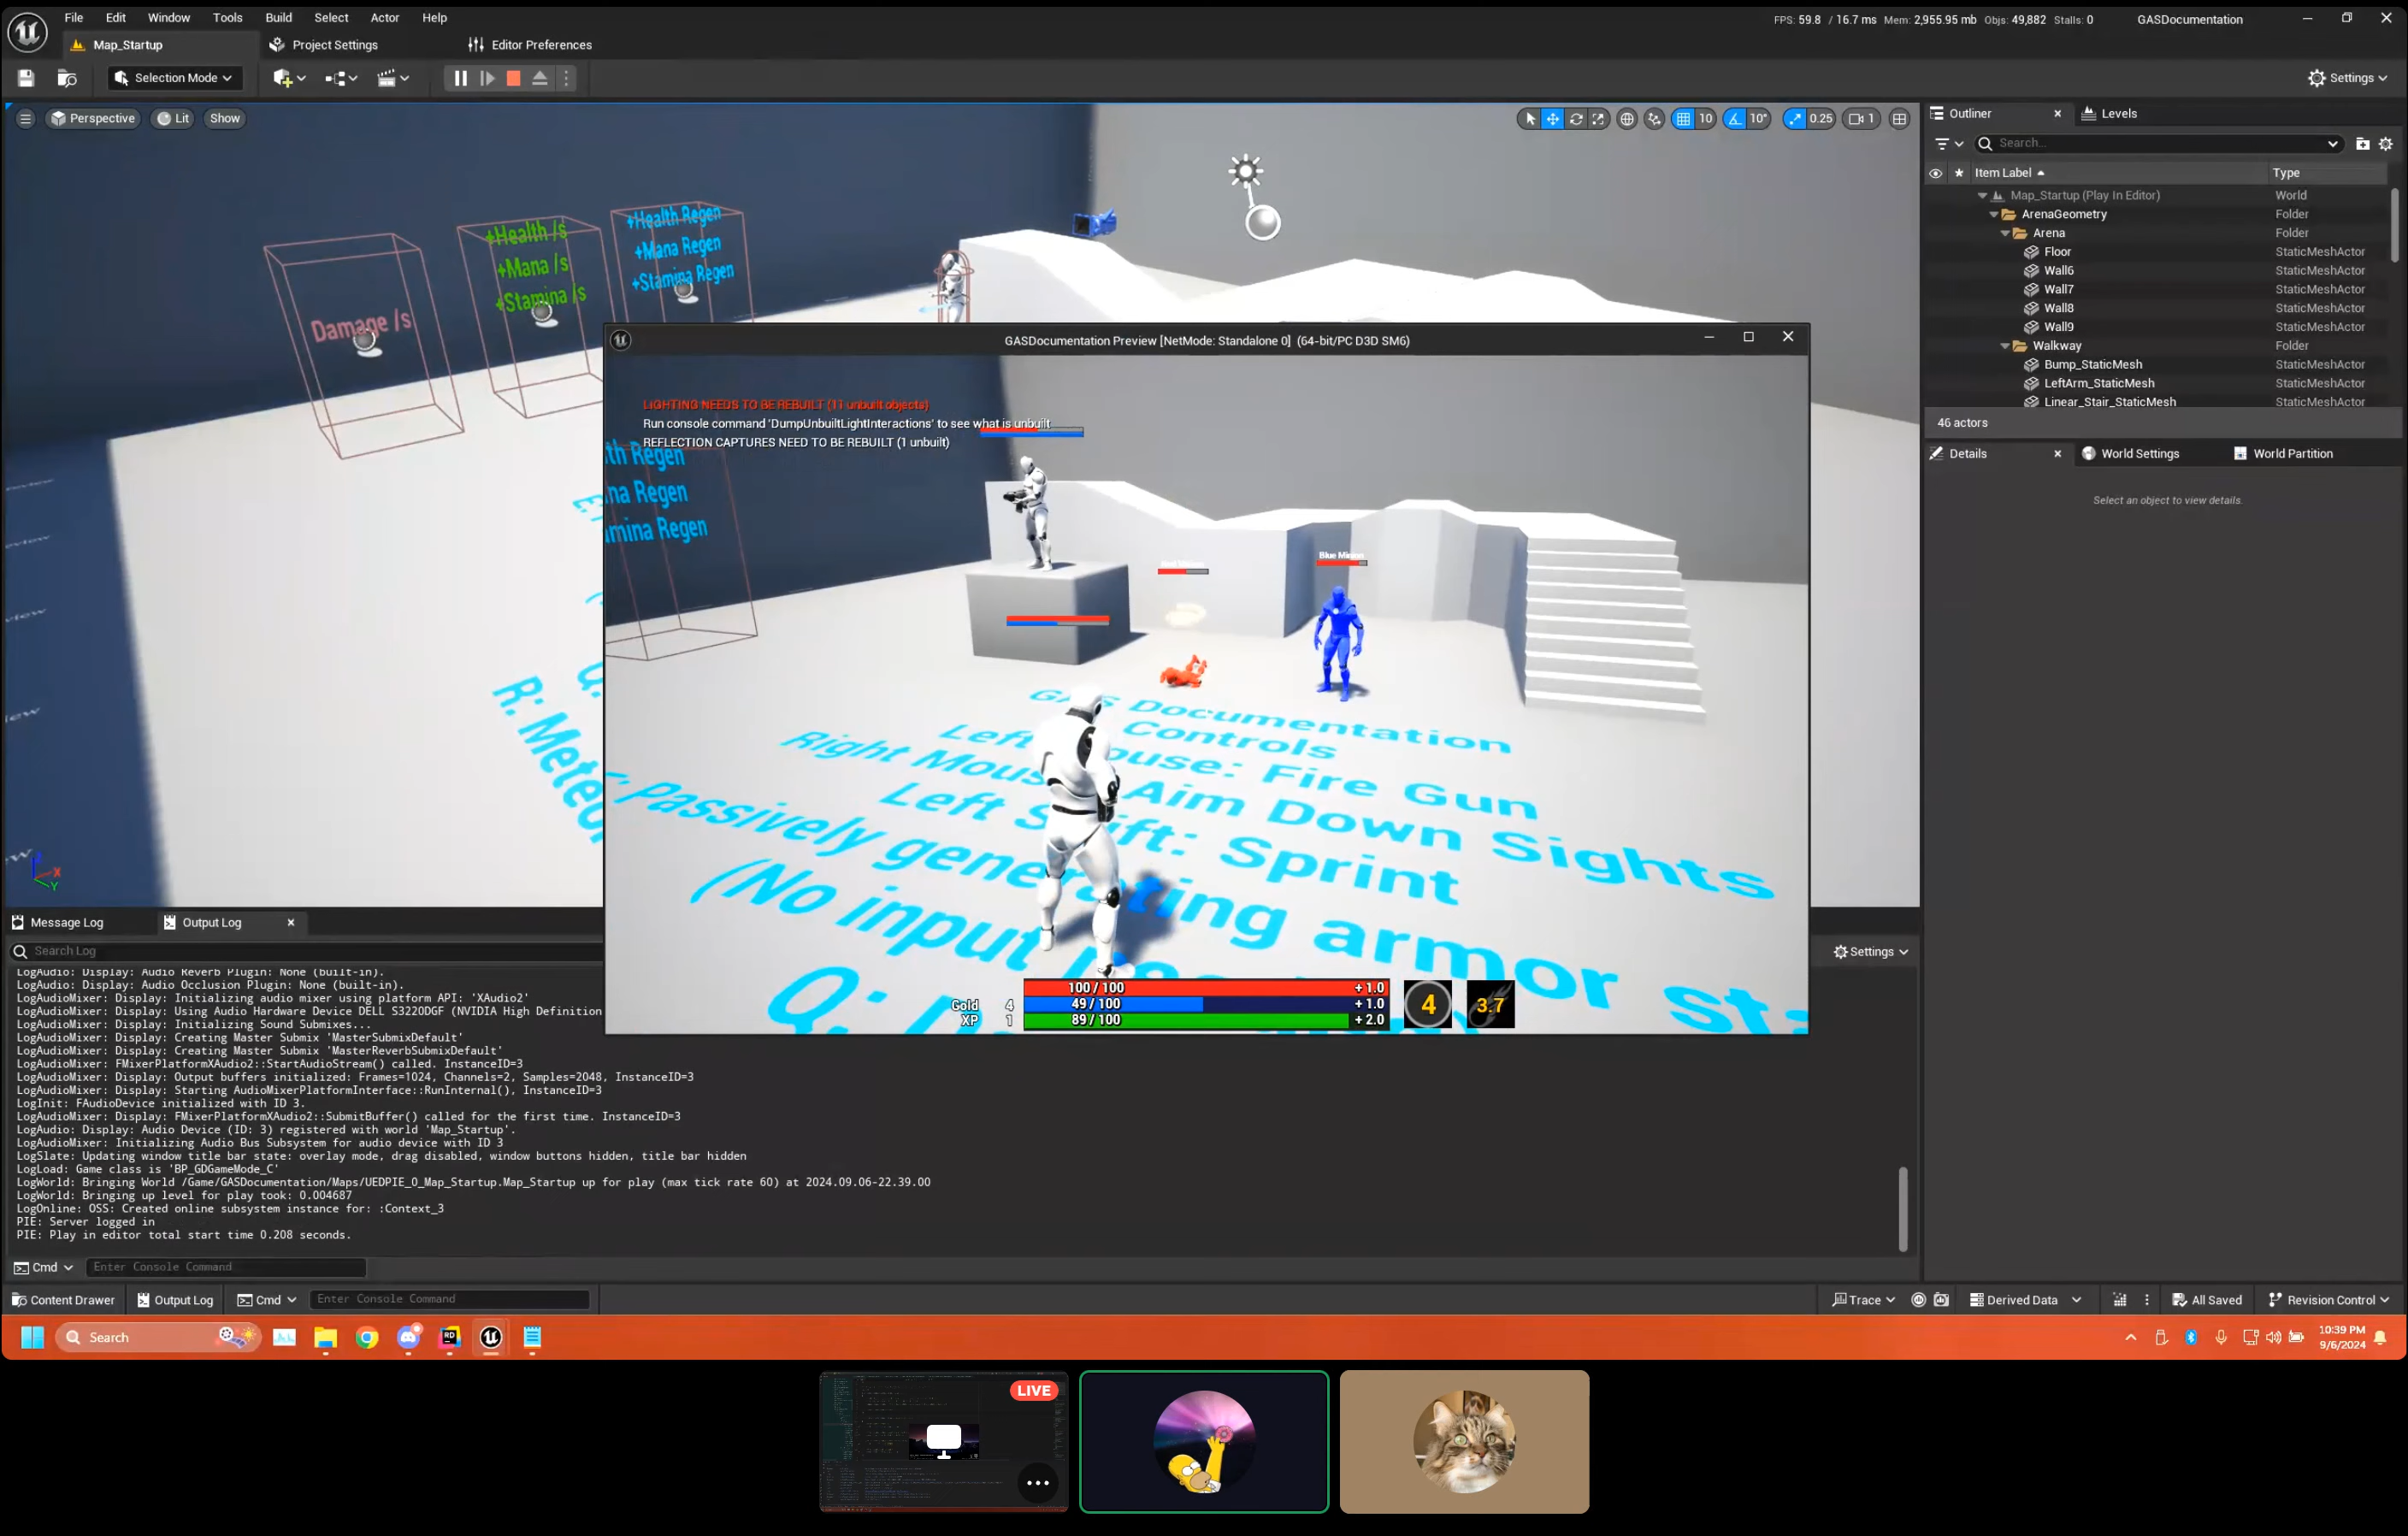 File Edit Window Tools Build Select Actor Help
FPS: 59.8 / 16.7 ms Mem: 2,955.95 mb Objs: 49,882 Stalls: 0 GASDocumentation
Map_Startup Project Settings Editor Preferences
Selection Mode Settings
Perspective Lit Show 10 10° 0.25 1
Outliner Levels
Search...
Item Label Type
Map_Startup (Play In Editor) World
ArenaGeometry Folder
Arena Folder
Floor StaticMeshActor
Wall6 StaticMeshActor
Wall7 StaticMeshActor
Wall8 StaticMeshActor
Wall9 StaticMeshActor
Walkway Folder
Bump_StaticMesh StaticMeshActor
LeftArm_StaticMesh StaticMeshActor
Linear_Stair_StaticMesh StaticMeshActor
46 actors
Details World Settings World Partition
Select an object to view details.
Damage /s
+Health /s
+Mana /s
+Stamina /s
+Health Regen
+Mana Regen
+Stamina Regen
R: Meteo
Q:
E:
X
Y
GASDocumentation Preview [NetMode: Standalone 0] (64-bit/PC D3D SM6)
LIGHTING NEEDS TO BE REBUILT (11 unbuilt objects)
Run console command 'DumpUnbuiltLightInteractions' to see what is unbuilt
REFLECTION CAPTURES NEED TO BE REBUILT (1 unbuilt)
th Regen
na Regen
mina Regen
Blue Minion
GAS Documentation
Controls
Left Mouse: Fire Gun
Right Mous Aim Down Sights
Left Shift: Sprint
Passively generating armor sta
(No input
Q:
100 / 100 + 1.0
Gold 4 49 / 100 + 1.0
XP 1 89 / 100 + 2.0
4 3.7
Message Log Output Log
Search Log
Settings
LogAudio: Display: Audio Reverb Plugin: None (built-in).
LogAudio: Display: Audio Occlusion Plugin: None (built-in).
LogAudioMixer: Display: Initializing audio mixer using platform API: 'XAudio2'
LogAudioMixer: Display: Using Audio Hardware Device DELL S3220DGF (NVIDIA High Definition
LogAudioMixer: Display: Initializing Sound Submixes...
LogAudioMixer: Display: Creating Master Submix 'MasterSubmixDefault'
LogAudioMixer: Display: Creating Master Submix 'MasterReverbSubmixDefault'
LogAudioMixer: FMixerPlatformXAudio2::StartAudioStream() called. InstanceID=3
LogAudioMixer: Display: Output buffers initialized: Frames=1024, Channels=2, Samples=2048, InstanceID=3
LogAudioMixer: Display: Starting AudioMixerPlatformInterface::RunInternal(), InstanceID=3
LogInit: FAudioDevice initialized with ID 3.
LogAudioMixer: Display: FMixerPlatformXAudio2::SubmitBuffer() called for the first time. InstanceID=3
LogAudio: Display: Audio Device (ID: 3) registered with world 'Map_Startup'.
LogAudioMixer: Initializing Audio Bus Subsystem for audio device with ID 3
LogSlate: Updating window title bar state: overlay mode, drag disabled, window buttons hidden, title bar hidden
LogLoad: Game class is 'BP_GDGameMode_C'
LogWorld: Bringing World /Game/GASDocumentation/Maps/UEDPIE_0_Map_Startup.Map_Startup up for play (max tick rate 60) at 2024.09.06-22.39.00
LogWorld: Bringing up level for play took: 0.004687
LogOnline: OSS: Created online subsystem instance for: :Context_3
PIE: Server logged in
PIE: Play in editor total start time 0.208 seconds.
Cmd Enter Console Command
Content Drawer Output Log Cmd Enter Console Command
Trace Derived Data All Saved Revision Control
Search
RD
10:39 PM
9/6/2024
LIVE